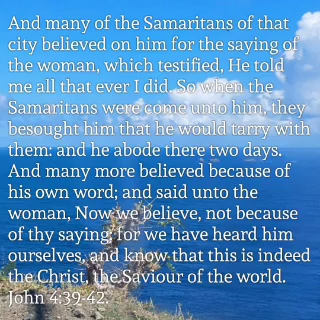 And many of the Samaritans of that
city believed on him for the saying of
the woman, which testified, He told
me all that ever I did. So when the
Samaritans were come unto him, they
besought him that he would tarry with
them: and he abode there two days.
And many more believed because of
his own word; and said unto the
woman, Now we believe, not because
of thy saying: for we have heard him
ourselves, and know that this is indeed
the Christ, the Saviour of the world.
John 4:39-42.